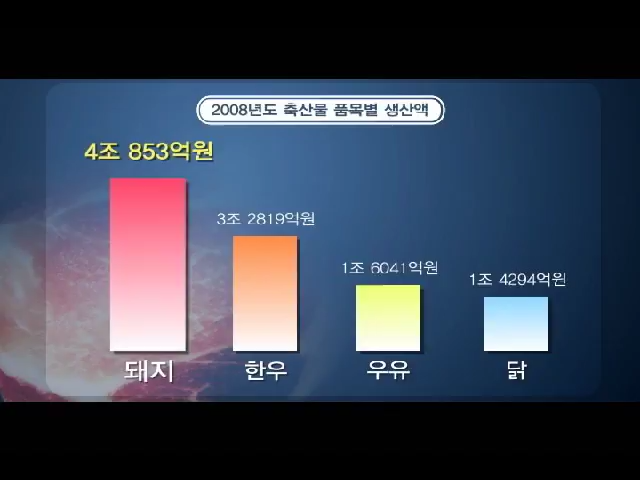 2008년도 축산물 품목별 생산액
4조 853억원
3조 2819억원
1조 6041억원
1조 4294억원
돼지 한우 우유 닭